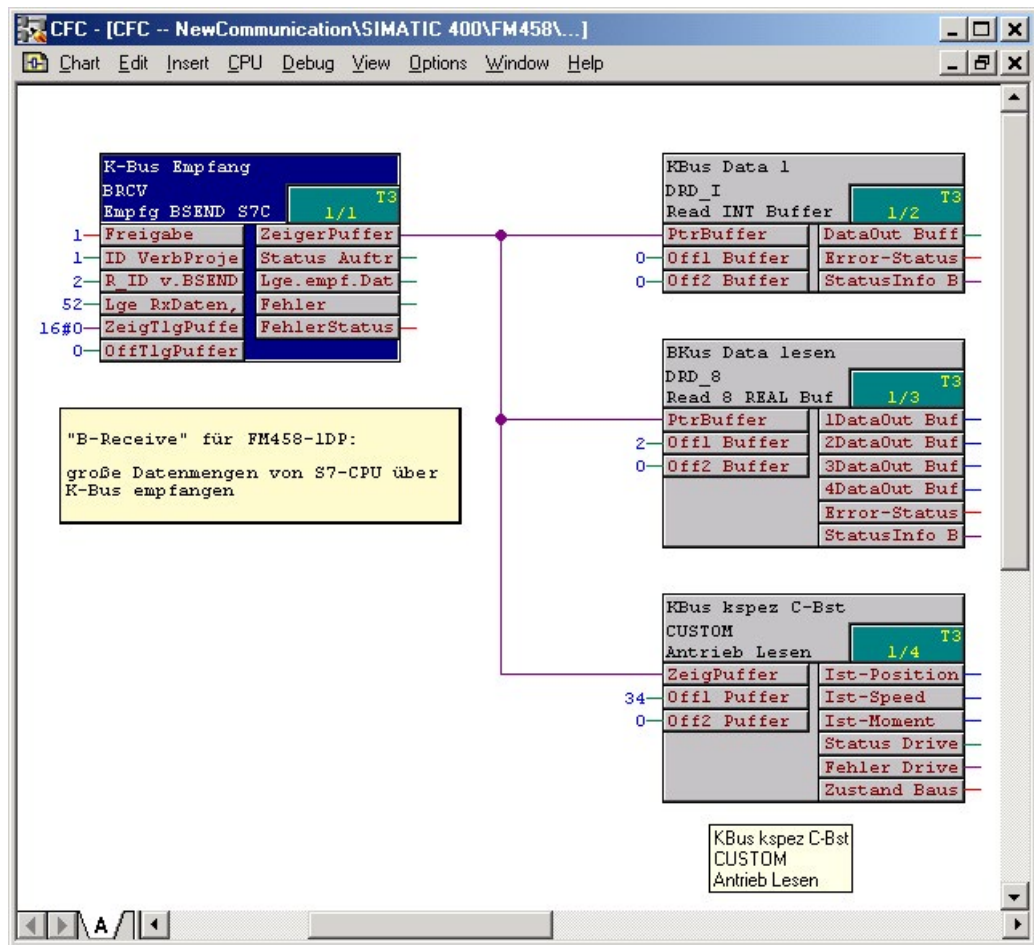 CFC - [CFC -- NewCommunication\SIMATIC 400\FM458\...]
Chart Edit Insert CPU Debug View Options Window Help
K-Bus Empfang
BRCV
Empfg BSEND S7C
T3
1/1
1 Freigabe ZeigerPuffer
1 ID VerbProje Status Auftr
2 R_ID v.BSEND Lge.empf.Dat
52 Lge RxDaten, Fehler
16#0 ZeigTlgPuffe FehlerStatus
0 OffTlgPuffer
"B-Receive" für FM458-1DP:
große Datenmengen von S7-CPU über
K-Bus empfangen
KBus Data 1
DRD_I
Read INT Buffer
T3
1/2
PtrBuffer DataOut Buff
0 Off1 Buffer Error-Status
0 Off2 Buffer StatusInfo B
BKus Data lesen
DRD_8
Read 8 REAL Buf
T3
1/3
PtrBuffer 1DataOut Buf
2 Off1 Buffer 2DataOut Buf
0 Off2 Buffer 3DataOut Buf
4DataOut Buf
Error-Status
StatusInfo B
KBus kspez C-Bst
CUSTOM
Antrieb Lesen
T3
1/4
ZeigPuffer Ist-Position
34 Off1 Puffer Ist-Speed
0 Off2 Puffer Ist-Moment
Status Drive
Fehler Drive
Zustand Baus
KBus kspez C-Bst
CUSTOM
Antrieb Lesen
A